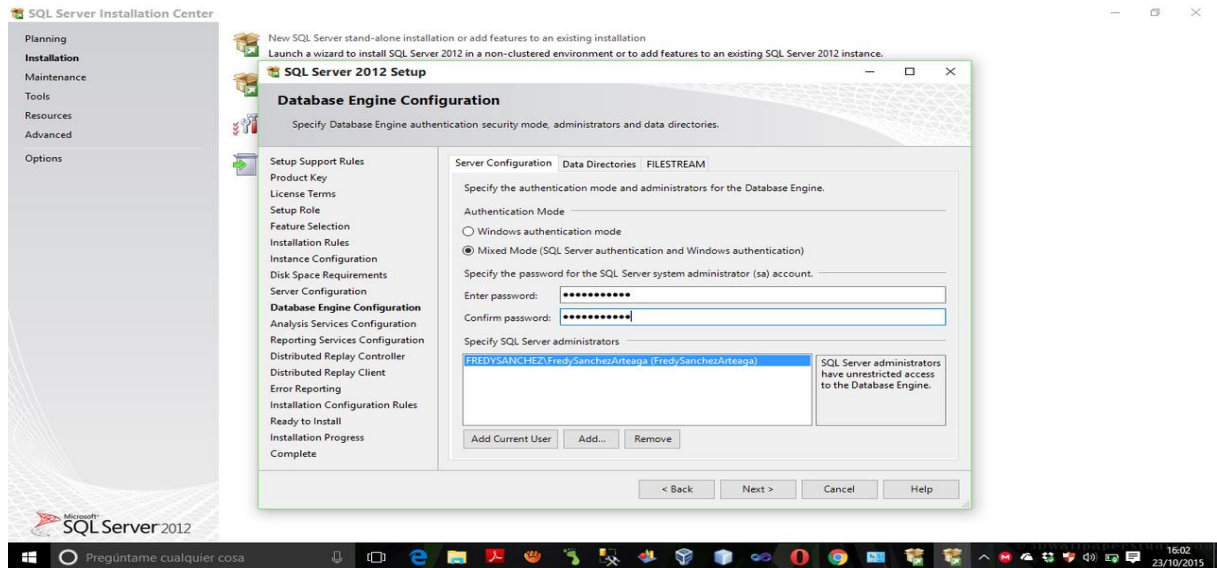 SQL Server Installation Center
Planning
Installation
Maintenance
Tools
Resources
Advanced
Options
New SQL Server stand-alone installation or add features to an existing installation
Launch a wizard to install SQL Server 2012 in a non-clustered environment or to add features to an existing SQL Server 2012 instance.
SQL Server 2012 Setup
Database Engine Configuration
Specify Database Engine authentication security mode, administrators and data directories.
Setup Support Rules
Product Key
License Terms
Setup Role
Feature Selection
Installation Rules
Instance Configuration
Disk Space Requirements
Server Configuration
Database Engine Configuration
Analysis Services Configuration
Reporting Services Configuration
Distributed Replay Controller
Distributed Replay Client
Error Reporting
Installation Configuration Rules
Ready to Install
Installation Progress
Complete
Server Configuration Data Directories FILESTREAM
Specify the authentication mode and administrators for the Database Engine.
Authentication Mode
Windows authentication mode
Mixed Mode (SQL Server authentication and Windows authentication)
Specify the password for the SQL Server system administrator (sa) account.
Enter password: •••••••••••
Confirm password: •••••••••••
Specify SQL Server administrators
FREDYSANCHEZ\FredySanchezArteaga (FredySanchezArteaga)
SQL Server administrators
have unrestricted access
to the Database Engine.
Add Current User Add... Remove
< Back Next > Cancel Help
Microsoft
SQL Server 2012
Pregúntame cualquier cosa
16:02
23/10/2015